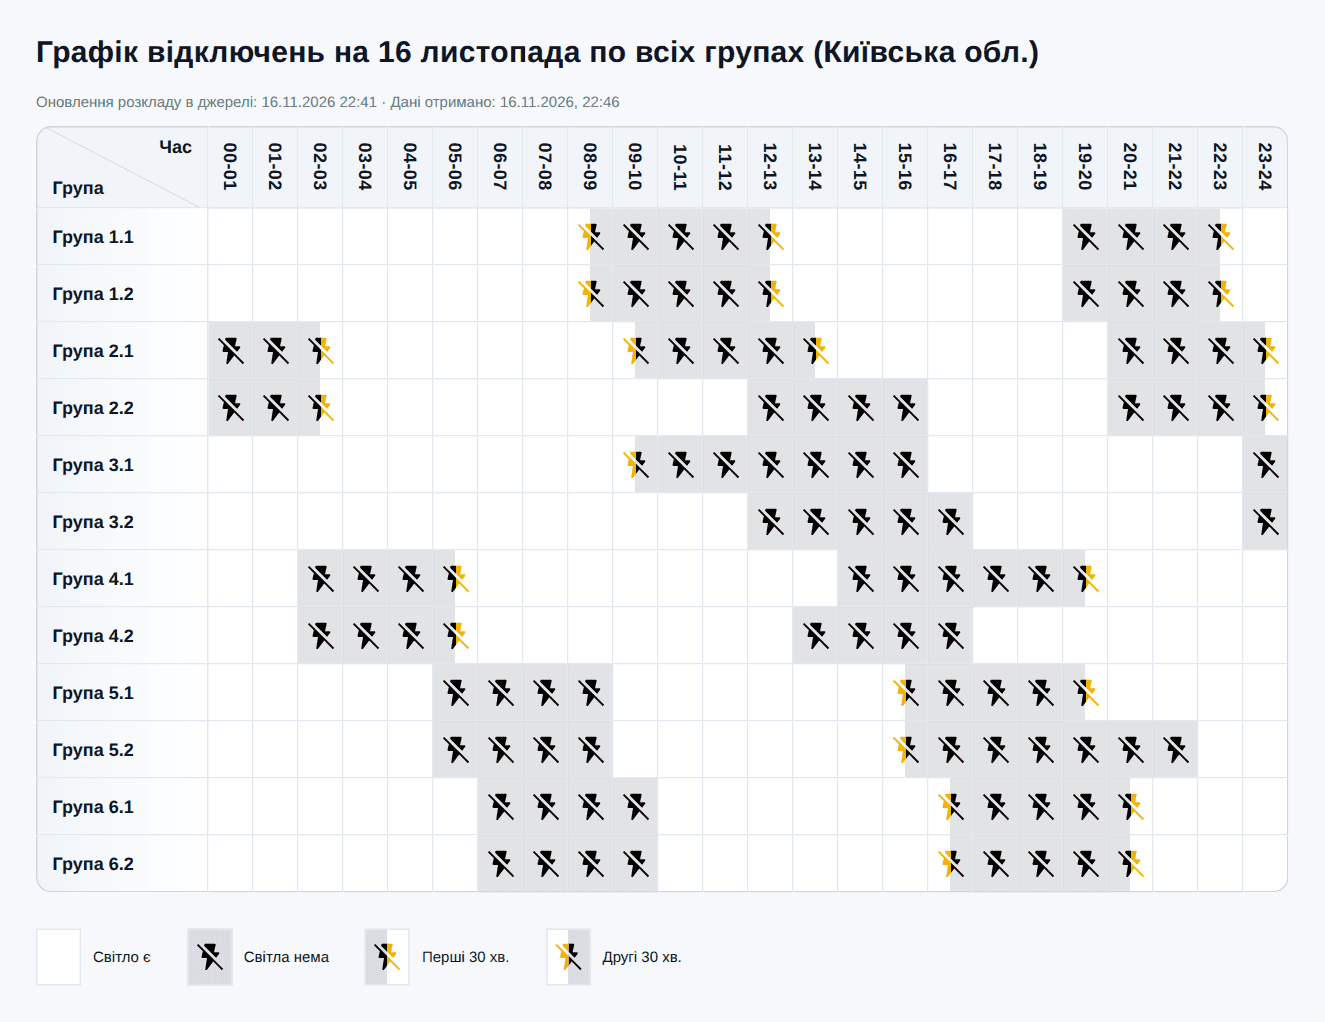 Графік відключень на 16 листопада по всіх групах (Київська обл.)
Оновлення розкладу в джерелі: 16.11.2026 22:41 · Дані отримано: 16.11.2026, 22:46
Час
Група
00-01 01-02 02-03 03-04 04-05 05-06 06-07 07-08 08-09 09-10 10-11 11-12 12-13 13-14 14-15 15-16 16-17 17-18 18-19 19-20 20-21 21-22 22-23 23-24
Група 1.1
Група 1.2
Група 2.1
Група 2.2
Група 3.1
Група 3.2
Група 4.1
Група 4.2
Група 5.1
Група 5.2
Група 6.1
Група 6.2
Світло є Світла нема Перші 30 хв. Другі 30 хв.